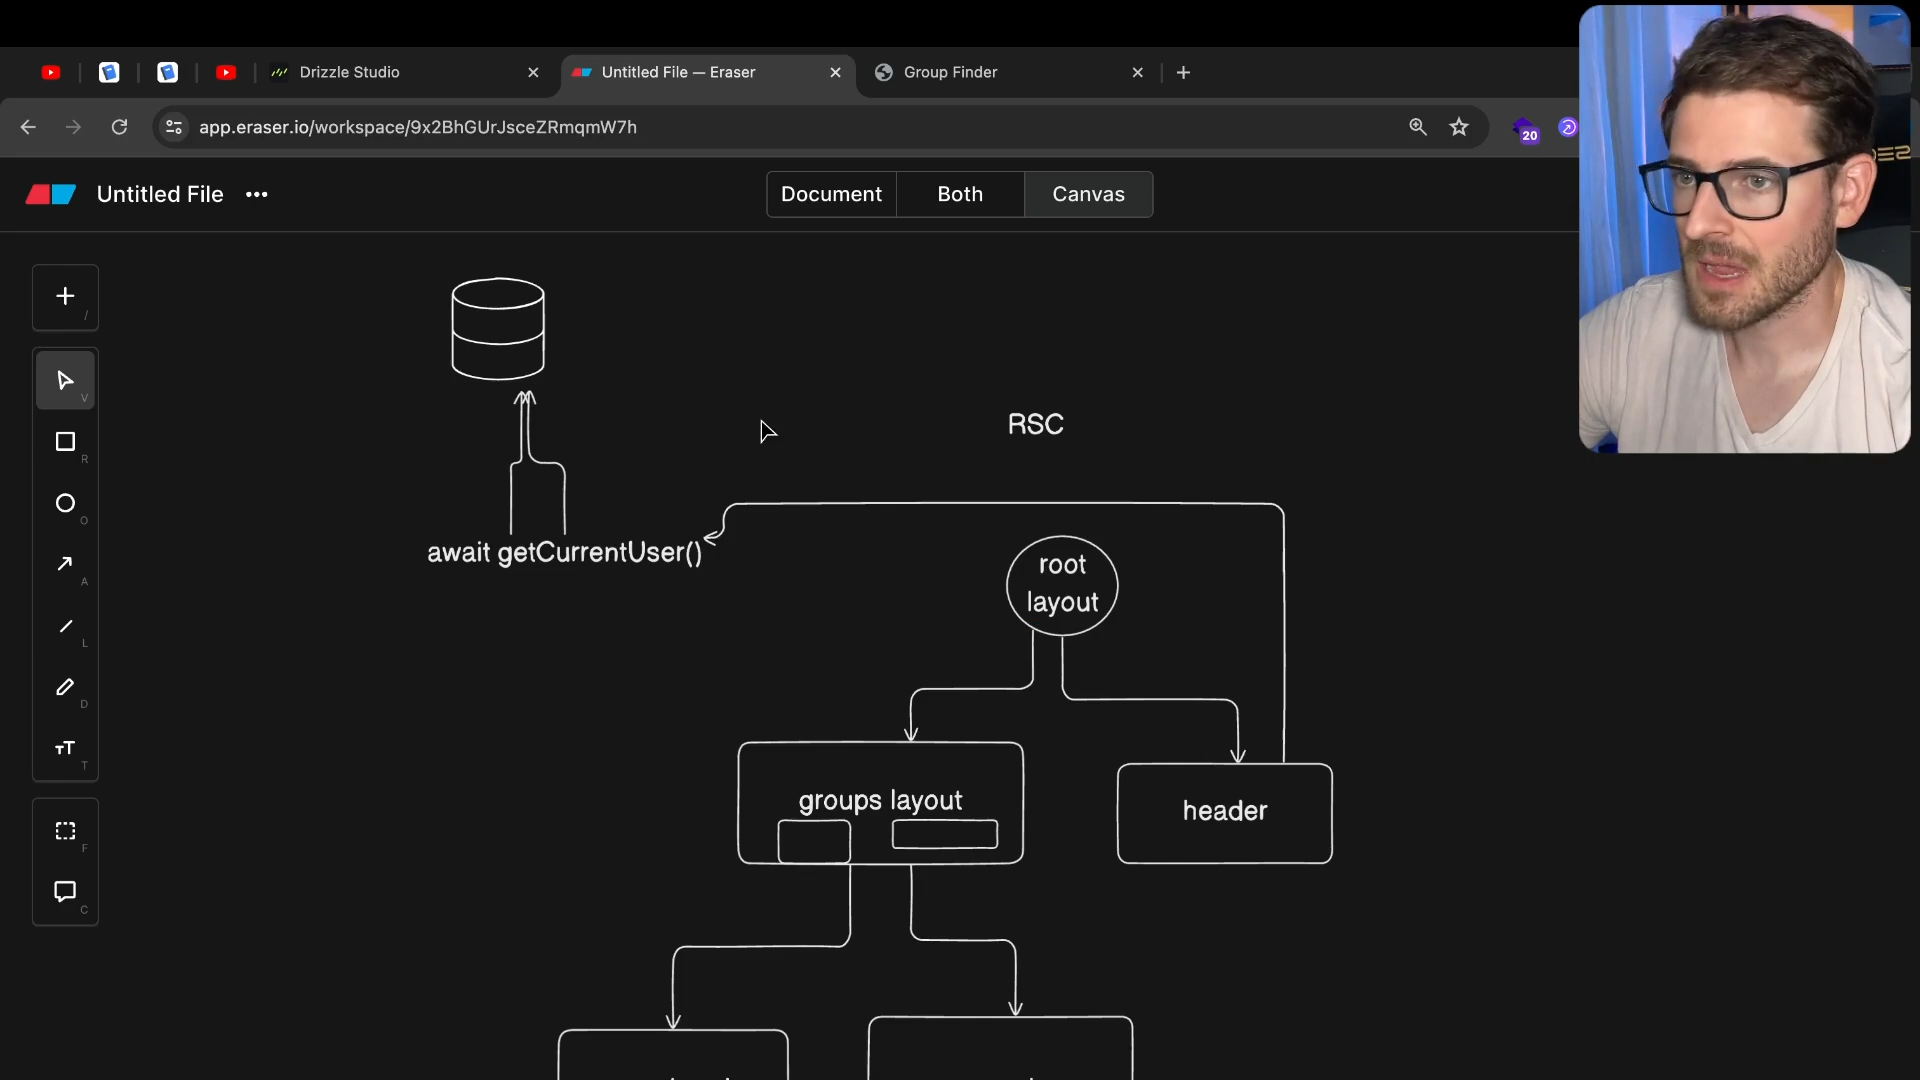 Drizzle Studio
Untitled File — Eraser
Group Finder
app.eraser.io/workspace/9x2BhGUrJsceZRmqmW7h
20
Untitled File
Document
Both
Canvas
/
V
R
O
A
L
D
T
F
C
RSC
await getCurrentUser()
root
layout
groups layout
header